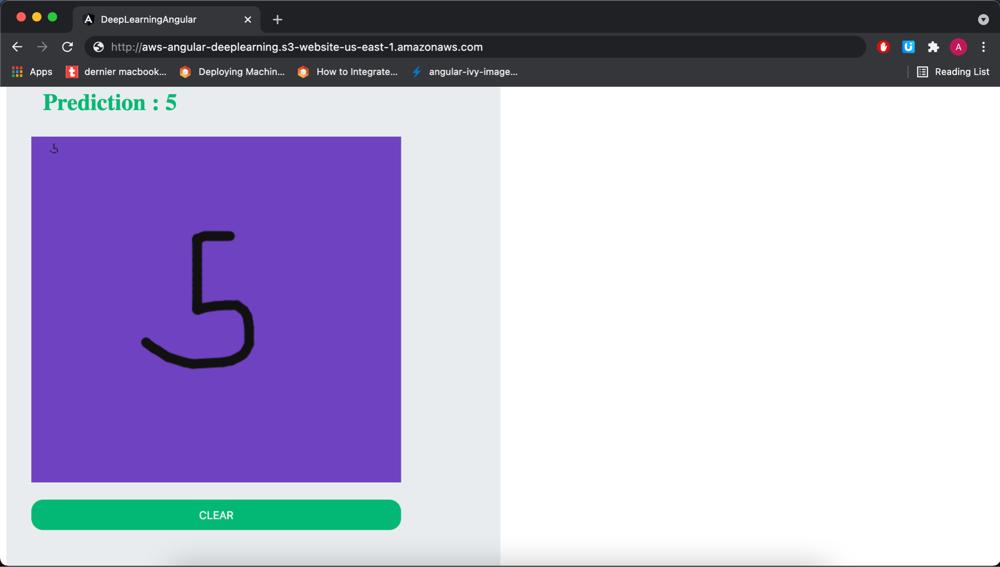 DeepLearningAngular
http://aws-angular-deeplearning.s3-website-us-east-1.amazonaws.com
A
Apps dernier macbook... Deploying Machin... How to Integrate... angular-ivy-image... Reading List
Prediction : 5
5
5
CLEAR